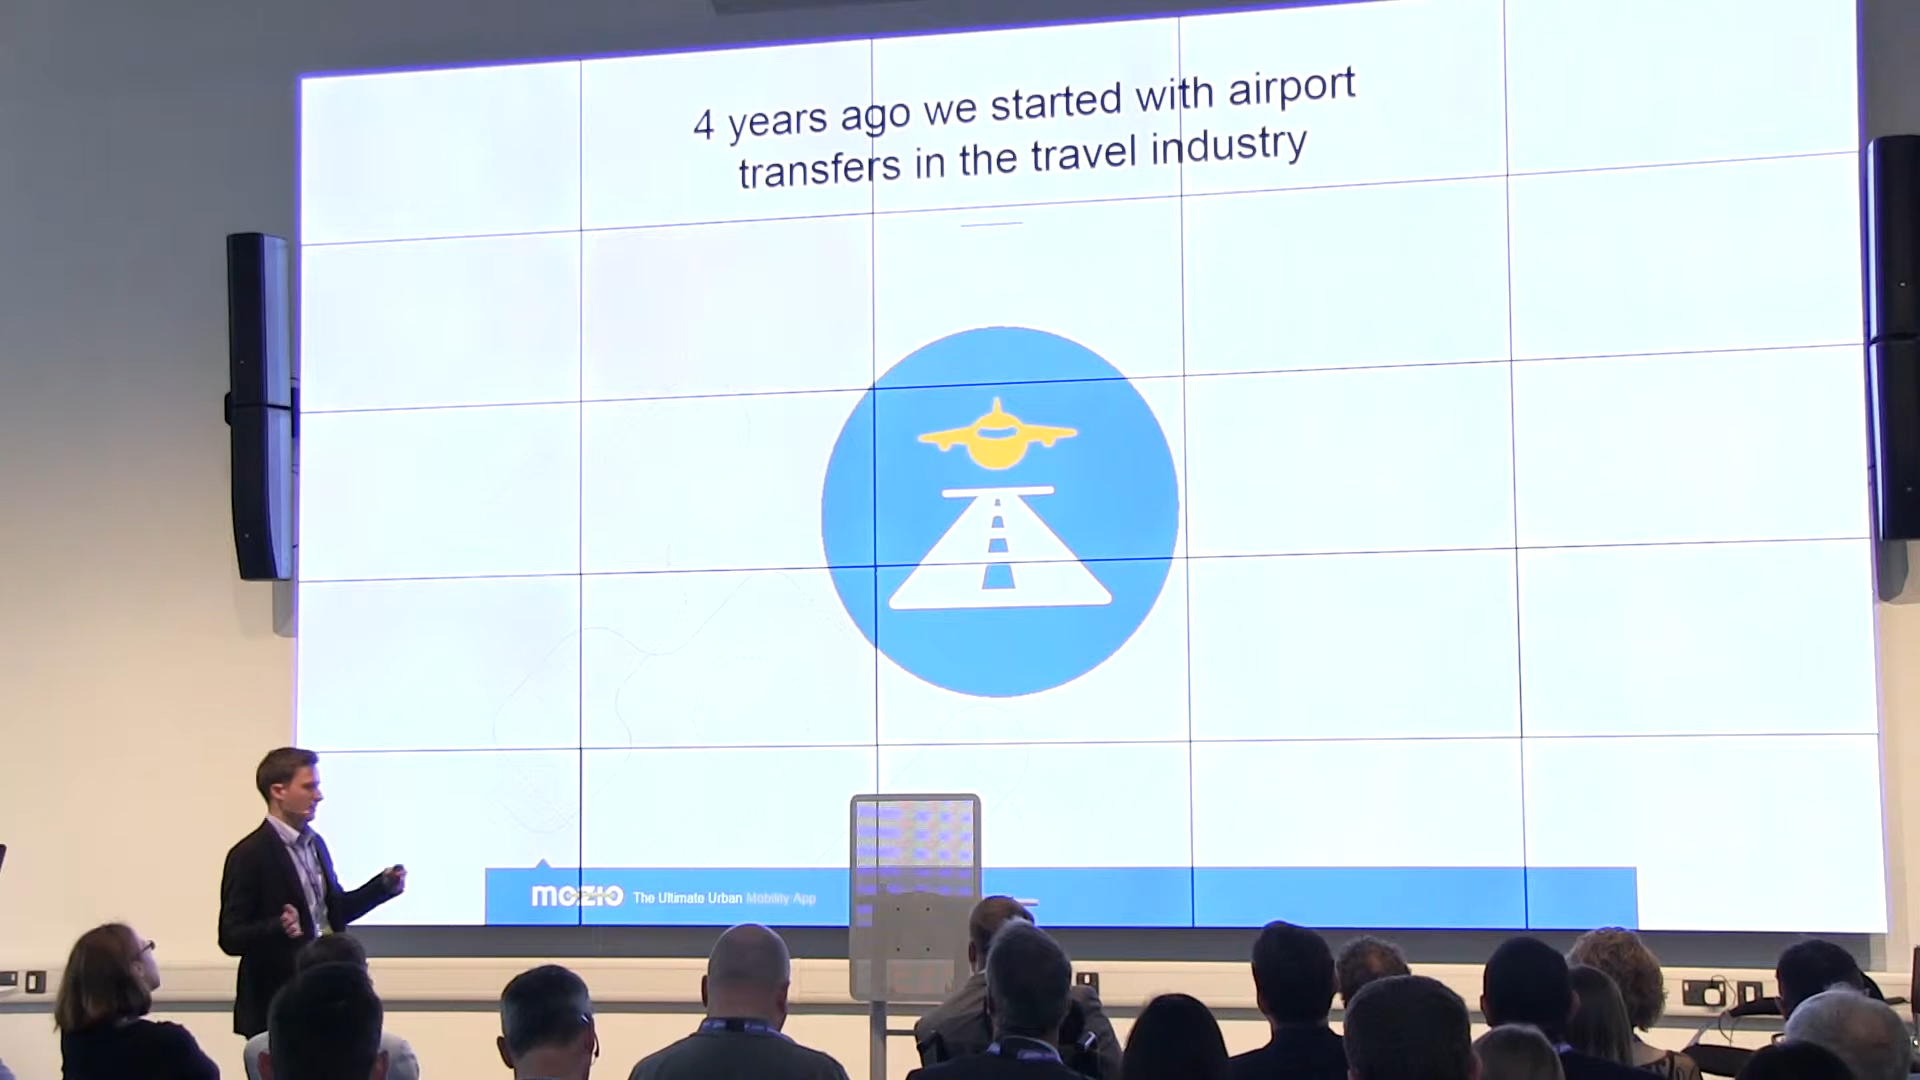 4 years ago we started with airport
transfers in the travel industry
mozio The Ultimate Urban Mobility App